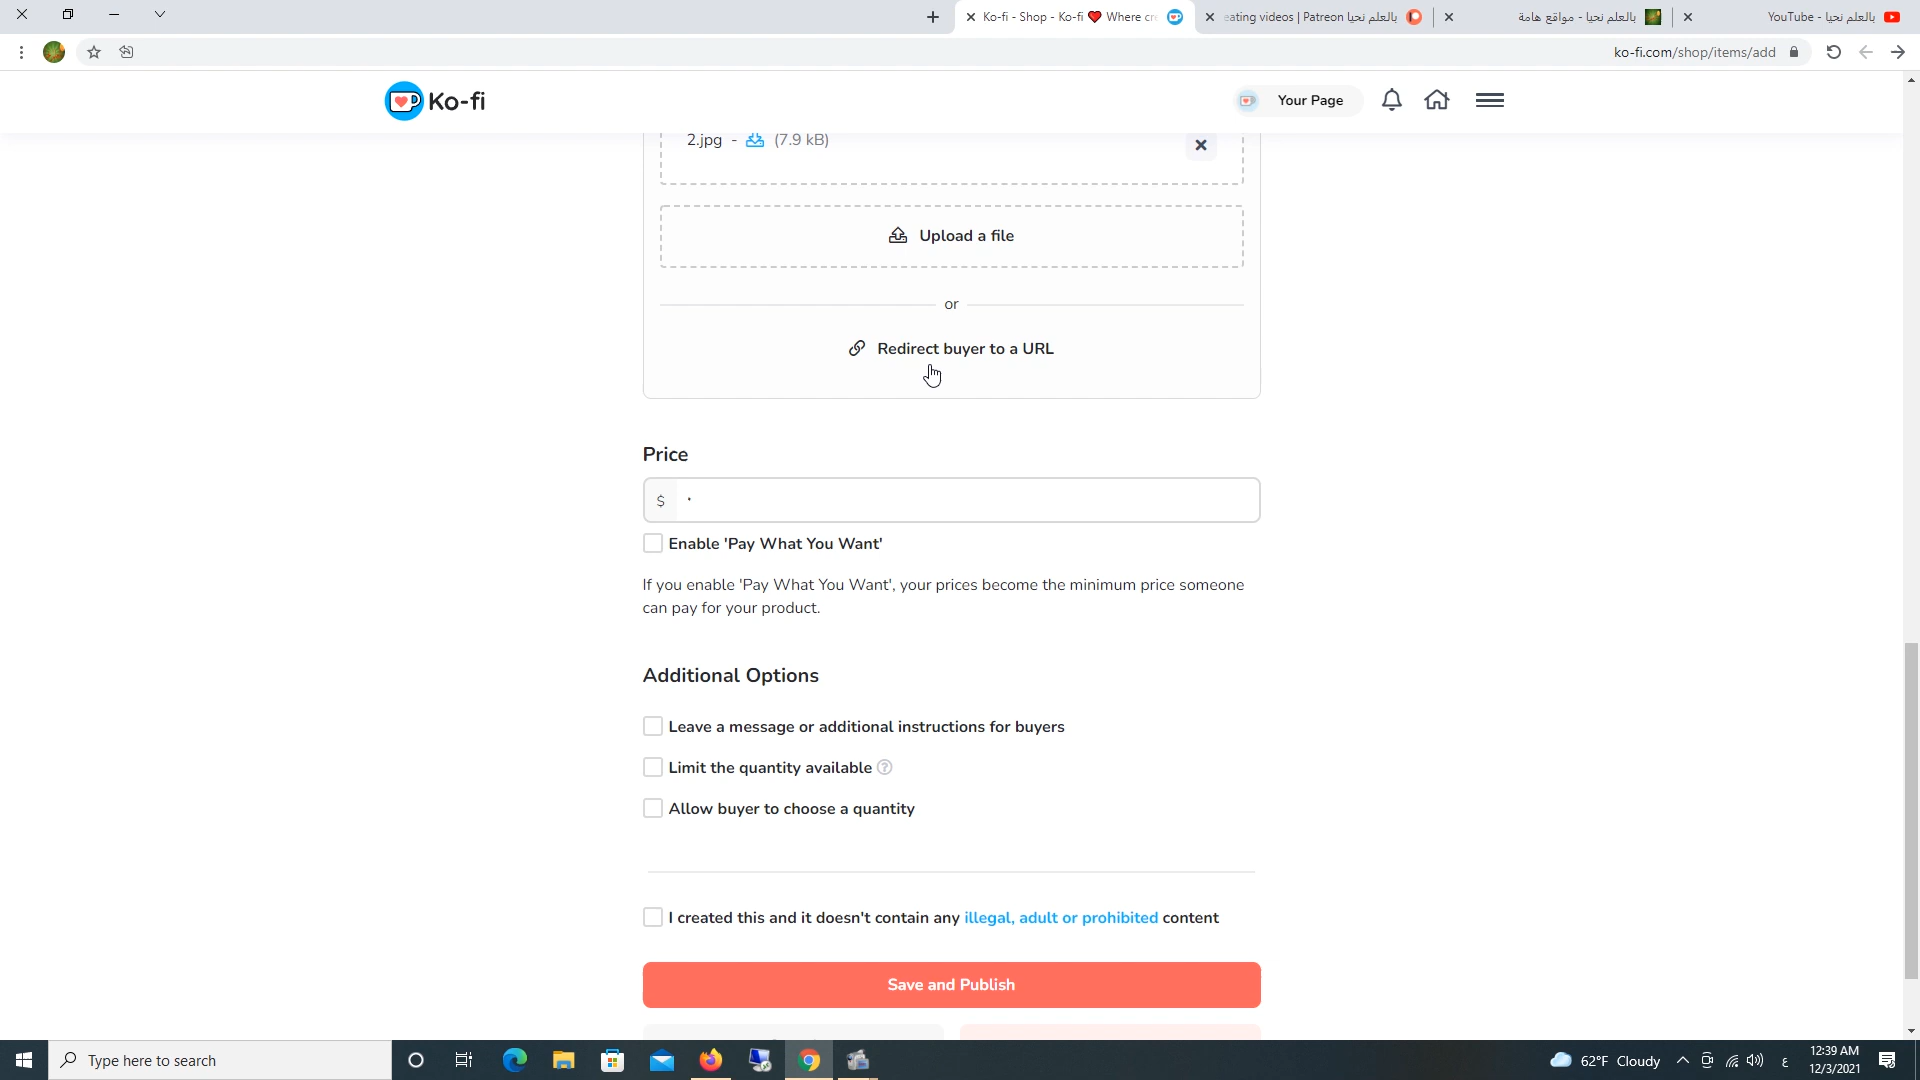 Ko-fi - Shop - Ko-fi ❤️ Where cr
eating videos | Patreon بالعلم نحيا
بالعلم نحيا - مواقع هامة
بالعلم نحيا - YouTube
ko-fi.com/shop/items/add
Ko-fi
Your Page
2.jpg - (7.9 kB)
Upload a file
or
Redirect buyer to a URL
Price
$ ٠
Enable 'Pay What You Want'
If you enable 'Pay What You Want', your prices become the minimum price someone
can pay for your product.
Additional Options
Leave a message or additional instructions for buyers
Limit the quantity available ?
Allow buyer to choose a quantity
I created this and it doesn't contain any illegal, adult or prohibited content
Save and Publish
Type here to search
62°F Cloudy
ع
12:39 AM
12/3/2021